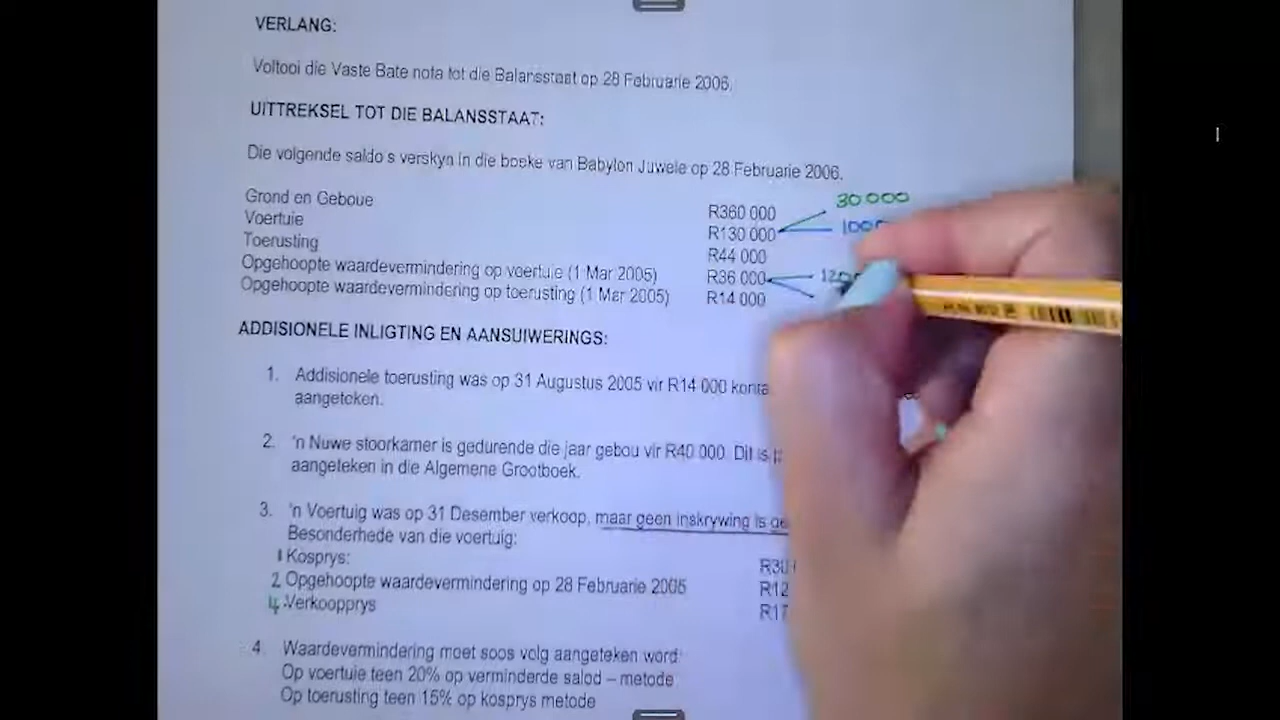 VERLANG:
Voltooi die Vaste Bate nota tot die Balansstaat op 28 Februarie 2006.
UITTREKSEL TOT DIE BALANSSTAAT:
Die volgende saldo s verskyn in die boeke van Babylon Juwele op 28 Februarie 2006.
Grond en Geboue R360 000 30 000
Voertuie R130 000
Toerusting R44 000
Opgehoopte waardevermindering op voertuie (1 Mar 2005) R36 000
Opgehoopte waardevermindering op toerusting (1 Mar 2005) R14 000
ADDISIONELE INLIGTING EN AANSUIWERINGS:
1. Addisionele toerusting was op 31 Augustus 2005 vir R14 000
aangeteken.
2. 'n Nuwe stoorkamer is gedurende die jaar gebou vir R40 000. Dit is
aangeteken in die Algemene Grootboek.
3. 'n Voertuig was op 31 Desember verkoop, maar geen inskrywing is
Besonderhede van die voertuig:
1 Kosprys:
2 Opgehoopte waardevermindering op 28 Februarie 2005 R12
4 Verkoopprys R17
4. Waardevermindering moet soos volg aangeteken word:
Op voertuie teen 20% op verminderde salod – metode
Op toerusting teen 15% op kosprys metode